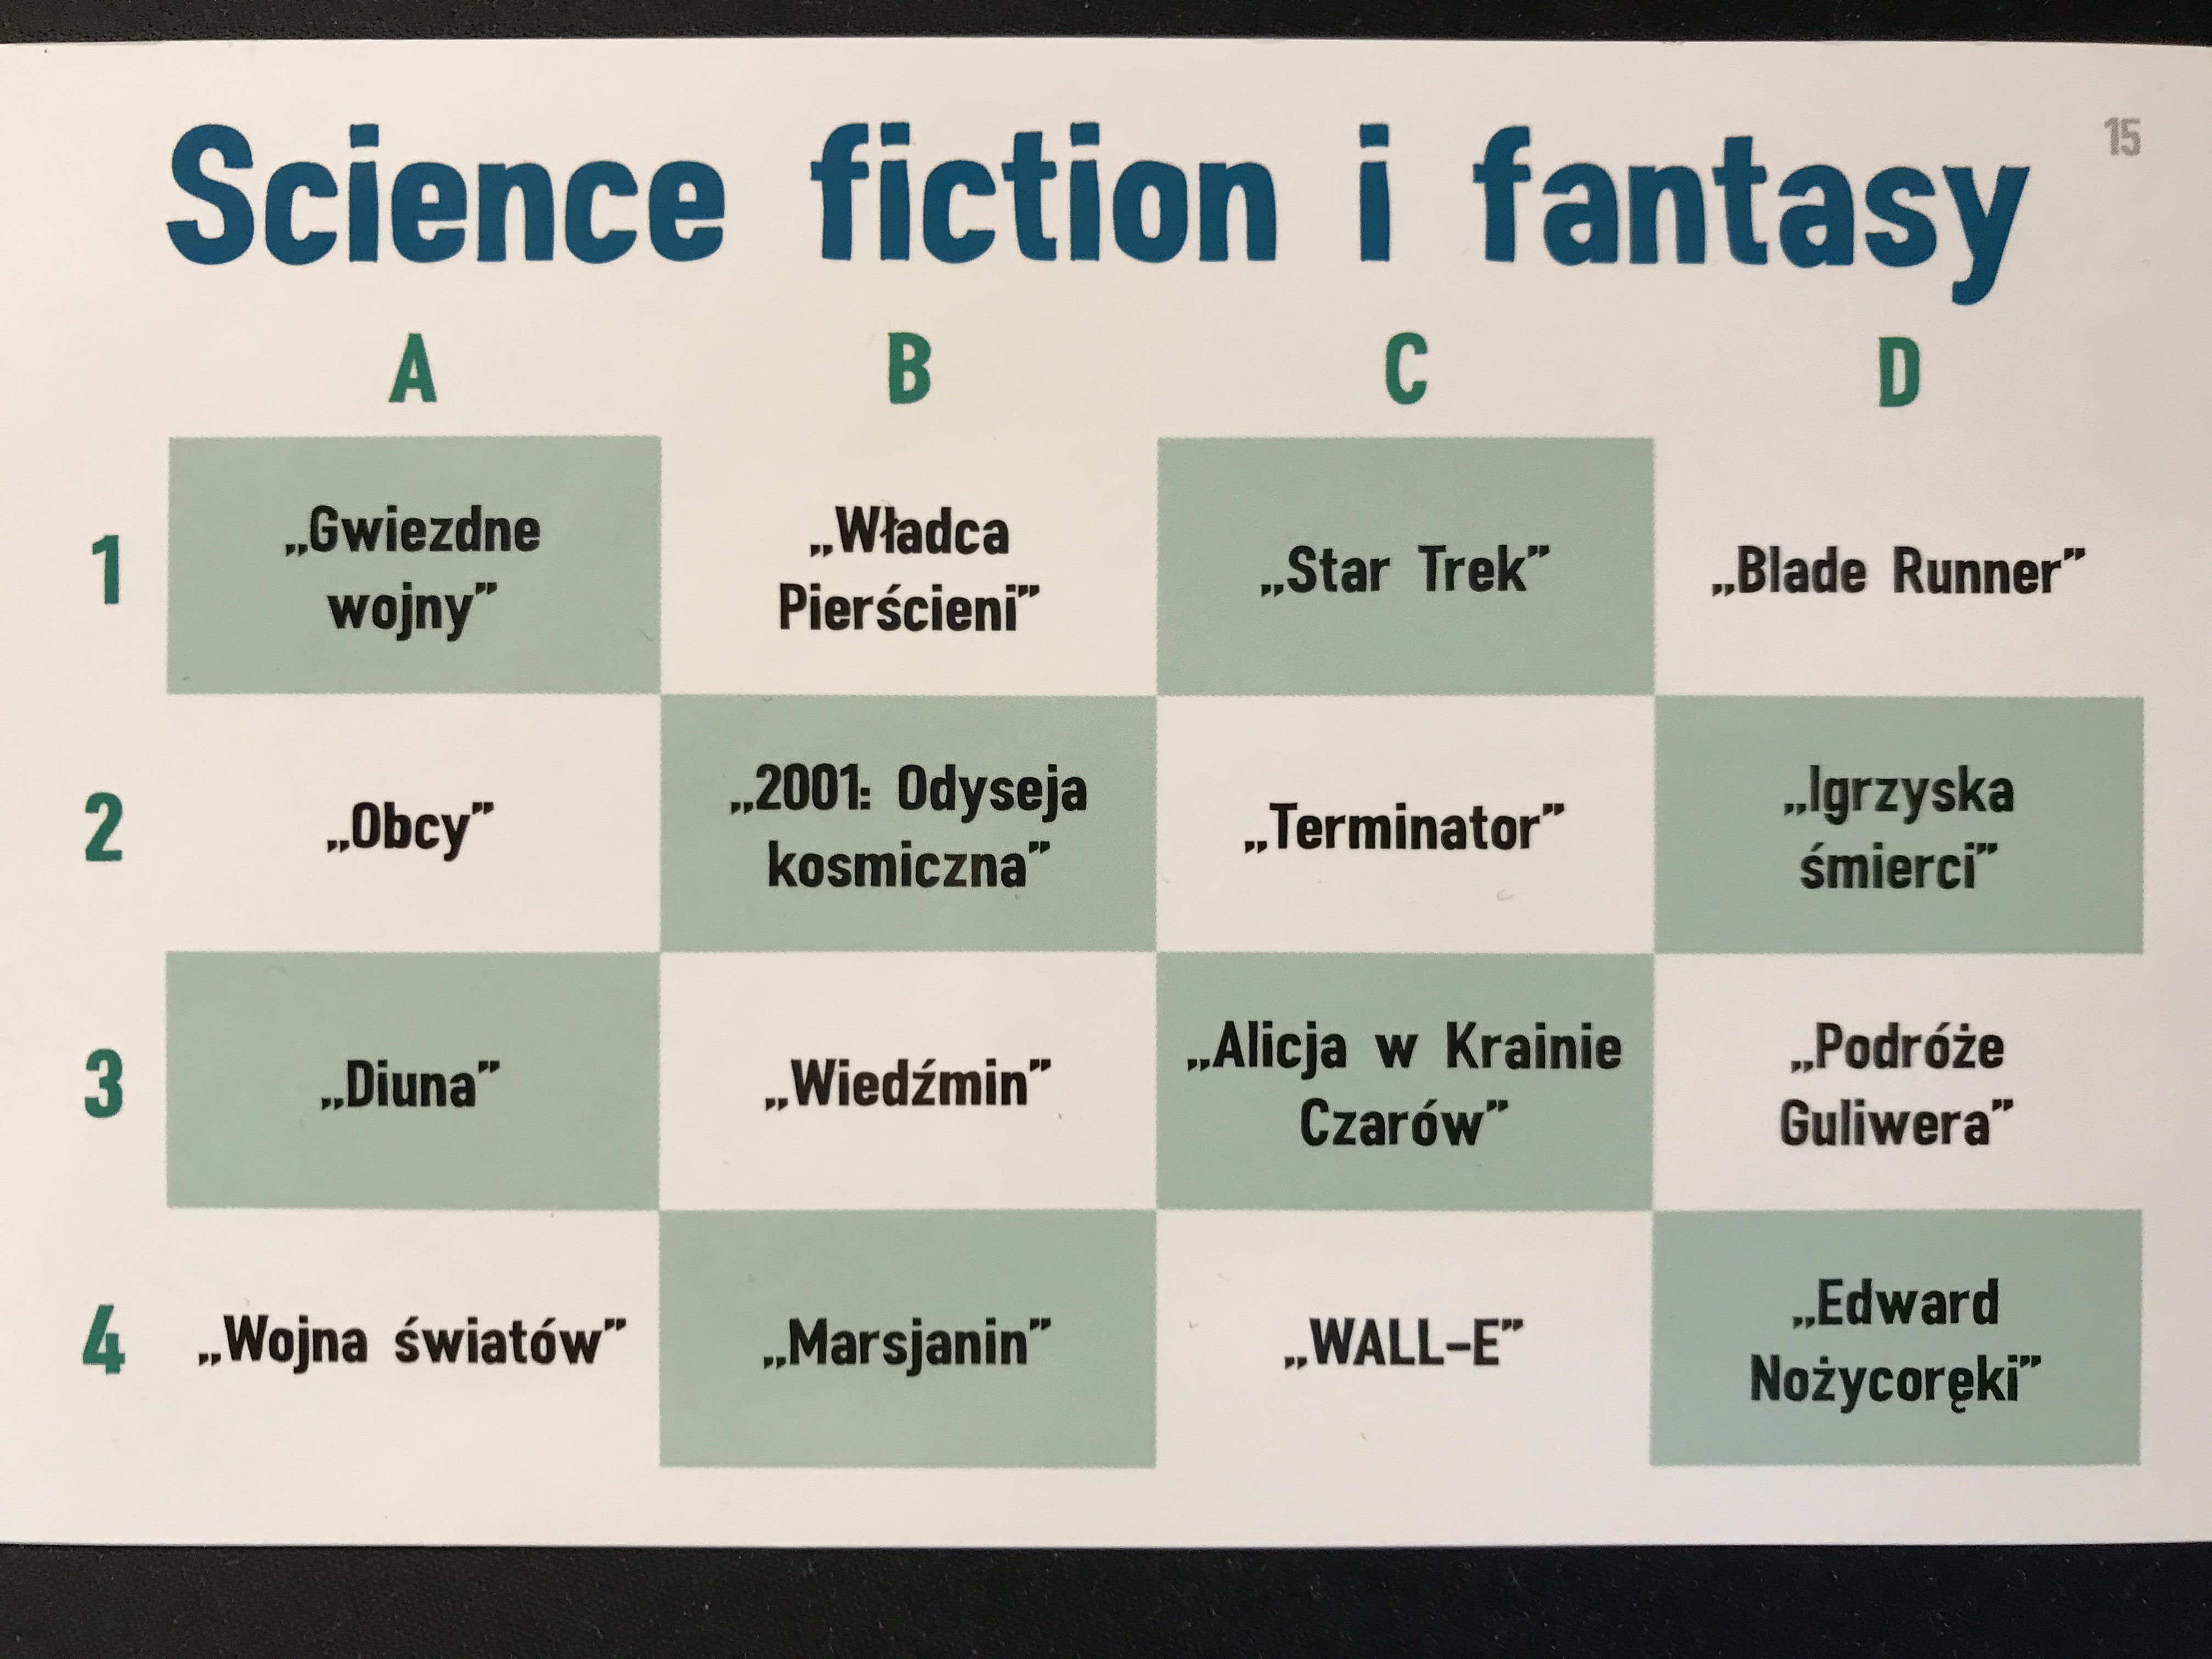 Science fiction i fantasy
15
A B C D
1
„Gwiezdne
wojny”
„Władca
Pierścieni”
„Star Trek”
„Blade Runner”
2
„Obcy”
„2001: Odyseja
kosmiczna”
„Terminator”
„Igrzyska
śmierci”
3
„Diuna”
„Wiedźmin”
„Alicja w Krainie
Czarów”
„Podróże
Guliwera”
4
„Wojna światów”
„Marsjanin”
„WALL-E”
„Edward
Nożycoręki”